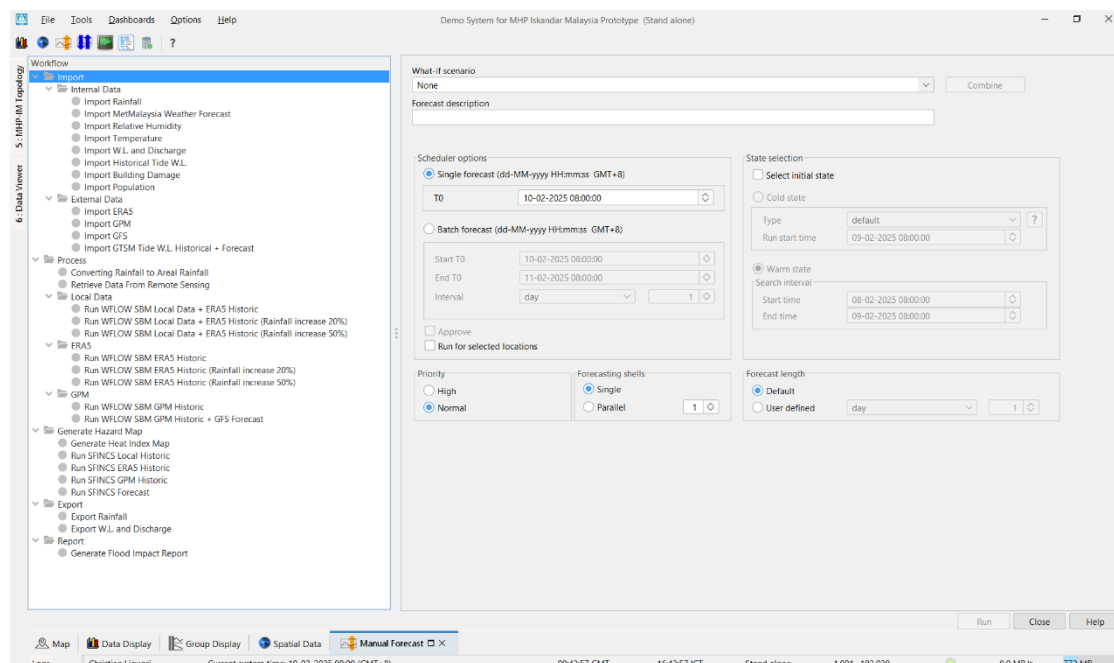 File Tools Dashboards Options Help
Demo System for MHP Iskandar Malaysia Prototype (Stand alone)
?
5 : MHP-IM Topology
6 : Data Viewer
Workflow
Import
Internal Data
Import Rainfall
Import MetMalaysia Weather Forecast
Import Relative Humidity
Import Temperature
Import W.L. and Discharge
Import Historical Tide W.L.
Import Building Damage
Import Population
External Data
Import ERA5
Import GPM
Import GFS
Import GTSM Tide W.L. Historical + Forecast
Process
Converting Rainfall to Areal Rainfall
Retrieve Data From Remote Sensing
Local Data
Run WFLOW SBM Local Data + ERA5 Historic
Run WFLOW SBM Local Data + ERA5 Historic (Rainfall increase 20%)
Run WFLOW SBM Local Data + ERA5 Historic (Rainfall increase 50%)
ERA5
Run WFLOW SBM ERA5 Historic
Run WFLOW SBM ERA5 Historic (Rainfall increase 20%)
Run WFLOW SBM ERA5 Historic (Rainfall increase 50%)
GPM
Run WFLOW SBM GPM Historic
Run WFLOW SBM GPM Historic + GFS Forecast
Generate Hazard Map
Generate Heat Index Map
Run SFINCS Local Historic
Run SFINCS ERA5 Historic
Run SFINCS GPM Historic
Run SFINCS Forecast
Export
Export Rainfall
Export W.L. and Discharge
Report
Generate Flood Impact Report
What-if scenario
None
Combine
Forecast description
Scheduler options
Single forecast (dd-MM-yyyy HH:mm:ss GMT+8)
T0 10-02-2025 08:00:00
Batch forecast (dd-MM-yyyy HH:mm:ss GMT+8)
Start T0 10-02-2025 08:00:00
End T0 11-02-2025 08:00:00
Interval day 1
Approve
Run for selected locations
State selection
Select initial state
Cold state
Type default ?
Run start time 09-02-2025 08:00:00
Warm state
Search interval
Start time 08-02-2025 08:00:00
End time 09-02-2025 08:00:00
Priority
High
Normal
Forecasting shells
Single
Parallel 1
Forecast length
Default
User defined day 1
Run Close Help
Map Data Display Group Display Spatial Data Manual Forecast